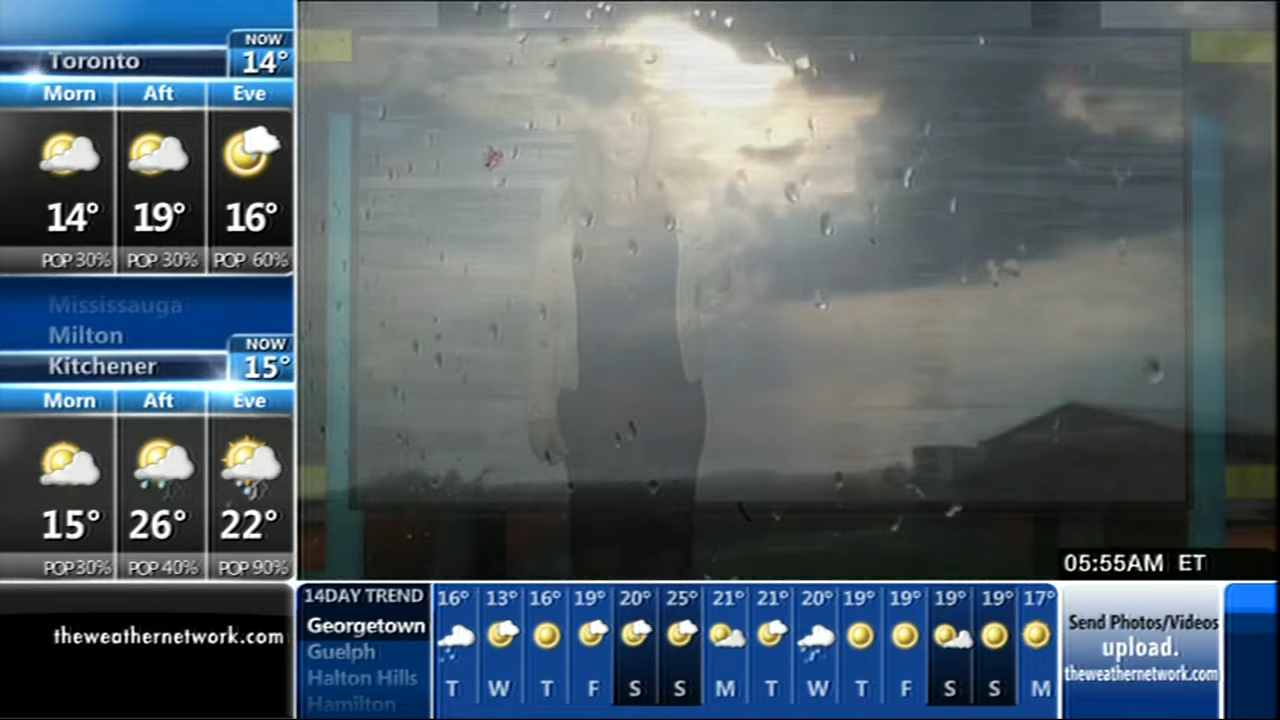 Toronto
NOW
14°
Morn Aft Eve
14° 19° 16°
POP 30% POP 30% POP 60%
Mississauga
Milton
Kitchener
NOW
15°
Morn Aft Eve
15° 26° 22°
POP 30% POP 40% POP 90%
theweathernetwork.com
05:55AM ET
14DAY TREND
Georgetown
Guelph
Halton Hills
Hamilton
16° 13° 16° 19° 20° 25° 21° 21° 20° 19° 19° 19° 19° 17°
T W T F S S M T W T F S S M
Send Photos/Videos
upload.
theweathernetwork.com